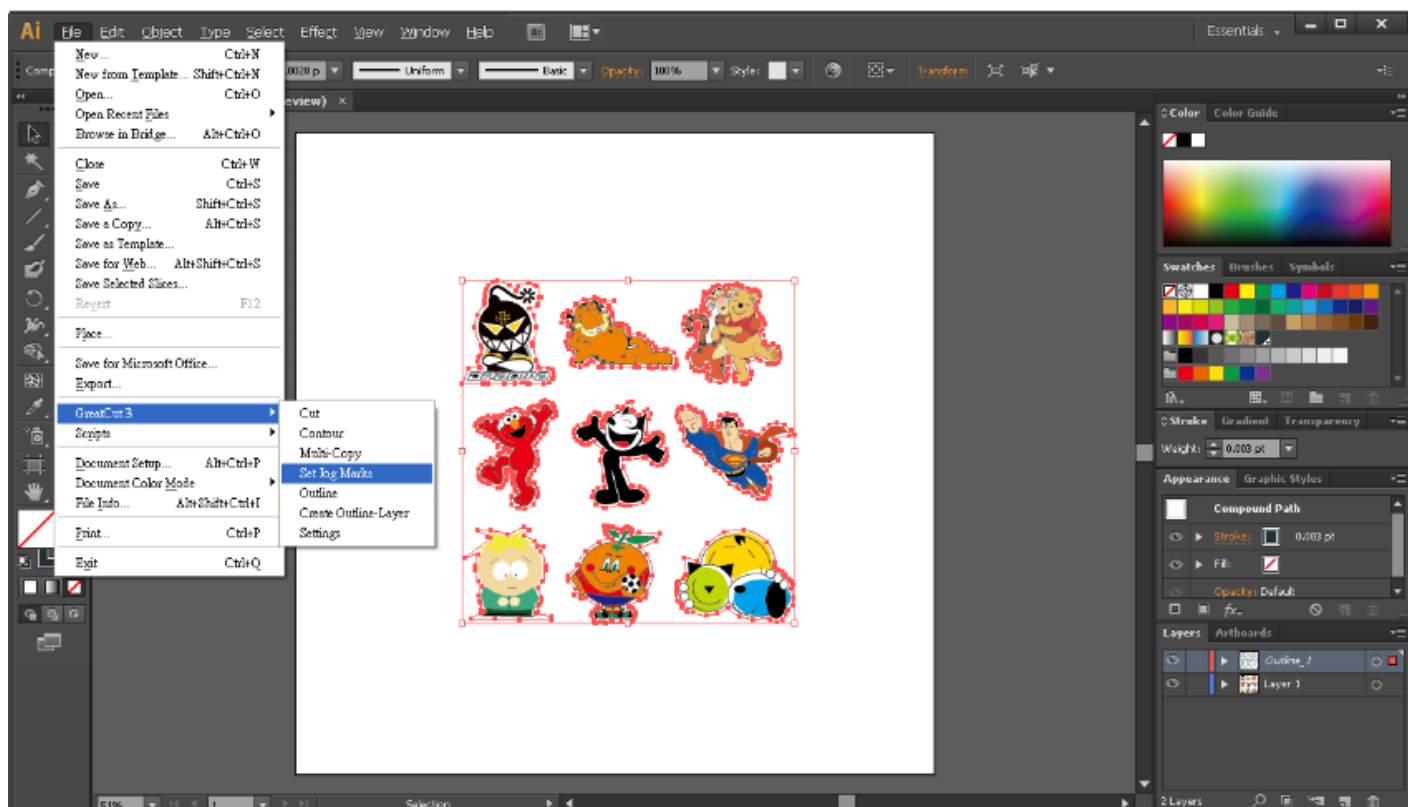 Ai File Edit Object Type Select Effect View Window Help Br Essentials
Uniform Basic Opacity: 100% Style: Transform
eview) ×
New... Ctrl+N
New from Template... Shift+Ctrl+N
Open... Ctrl+O
Open Recent Files
Browse in Bridge... Alt+Ctrl+O
Close Ctrl+W
Save Ctrl+S
Save As... Shift+Ctrl+S
Save a Copy... Alt+Ctrl+S
Save as Template...
Save for Web... Alt+Shift+Ctrl+S
Save Selected Slices...
Revert F12
Place...
Save for Microsoft Office...
Export...
GreatCut 3
Scripts
Document Setup... Alt+Ctrl+P
Document Color Mode
File Info... Alt+Shift+Ctrl+I
Print... Ctrl+P
Exit Ctrl+Q
Cut
Contour
Multi-Copy
Set Jog Marks
Outline
Create Outline-Layer
Settings
Color Color Guide
Swatches Brushes Symbols
Stroke Gradient Transparency
Weight: 0.003 pt
Appearance Graphic Styles
Compound Path
Stroke: 0.003 pt
Fill:
Opacity: Default
fx
Layers Artboards
Outline_1
Layer 1
2 Layers
51% 1 Selection